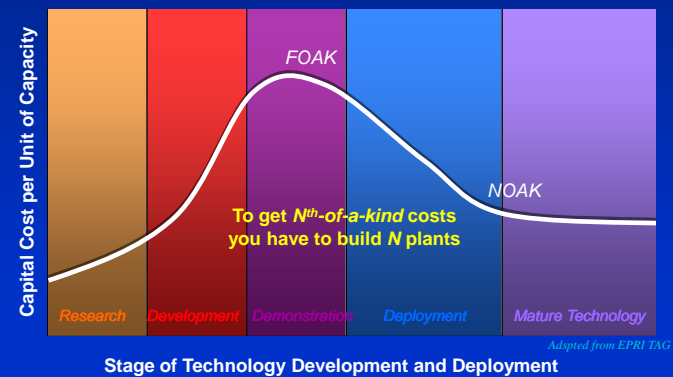 Capital Cost per Unit of Capacity
FOAK
NOAK
To get Nth-of-a-kind costs
you have to build N plants
Research
Development
Demonstration
Deployment
Mature Technology
Adspted from EPRI TAG
Stage of Technology Development and Deployment